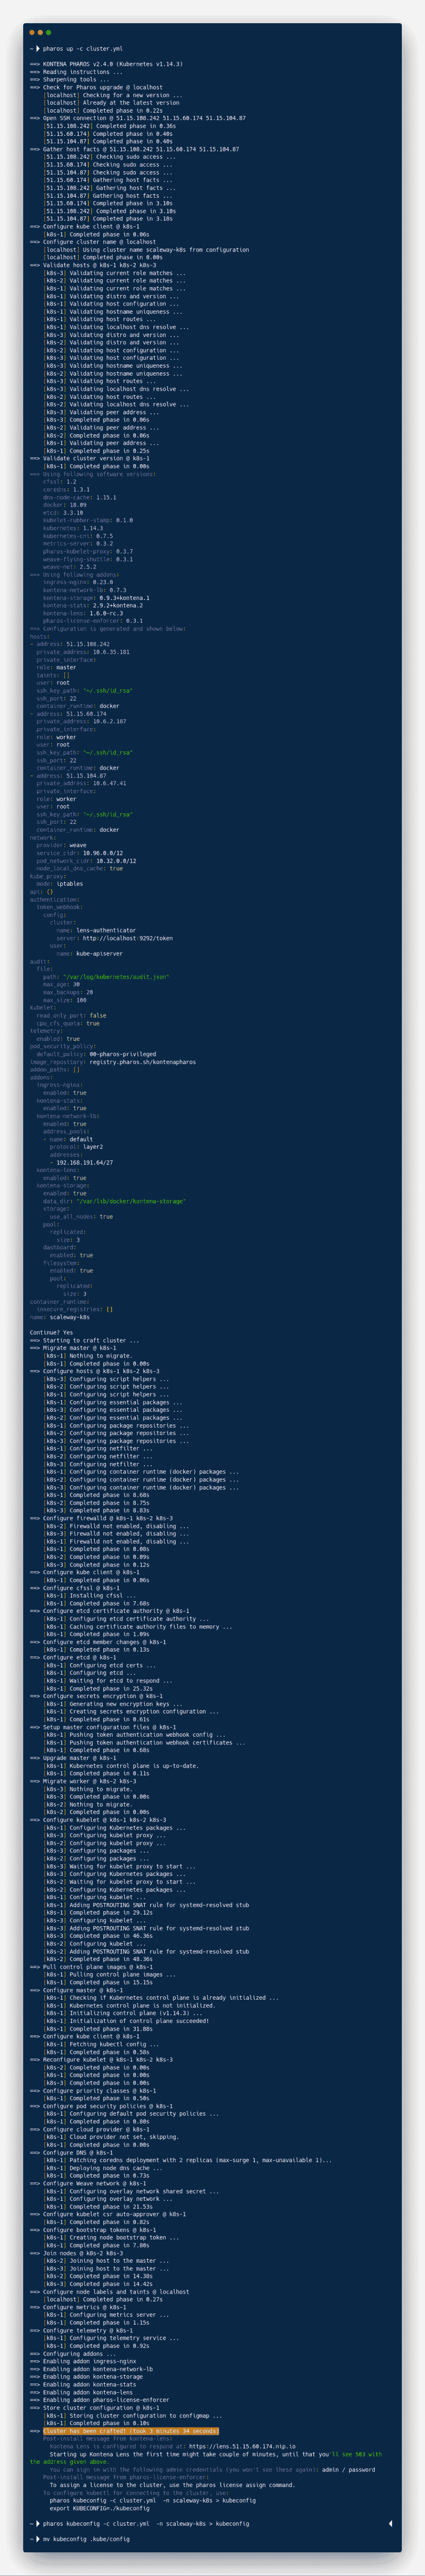 ~ pharos up -c cluster.yml
==> KONTENA PHAROS v2.4.0 (Kubernetes v1.14.3)
==> Reading instructions ...
==> Sharpening tools ...
==> Check for Pharos upgrade @ localhost
[localhost] Checking for a new version ...
[localhost] Already at the latest version
[localhost] Completed phase in 0.22s
==> Open SSH connection @ 51.15.108.242 51.15.60.174 51.15.104.87
[51.15.108.242] Completed phase in 0.36s
[51.15.60.174] Completed phase in 0.40s
[51.15.104.87] Completed phase in 0.40s
==> Gather host facts @ 51.15.108.242 51.15.60.174 51.15.104.87
[51.15.108.242] Checking sudo access ...
[51.15.60.174] Checking sudo access ...
[51.15.104.87] Checking sudo access ...
[51.15.60.174] Gathering host facts ...
[51.15.108.242] Gathering host facts ...
[51.15.104.87] Gathering host facts ...
[51.15.60.174] Completed phase in 3.10s
[51.15.108.242] Completed phase in 3.10s
[51.15.104.87] Completed phase in 3.10s
==> Configure kube client @ k8s-1
[k8s-1] Completed phase in 0.06s
==> Configure cluster name @ localhost
[localhost] Using cluster name scaleway-k8s from configuration
[localhost] Completed phase in 0.00s
==> Validate hosts @ k8s-1 k8s-2 k8s-3
[k8s-3] Validating current role matches ...
[k8s-2] Validating current role matches ...
[k8s-1] Validating current role matches ...
[k8s-1] Validating distro and version ...
[k8s-1] Validating host configuration ...
[k8s-1] Validating hostname uniqueness ...
[k8s-1] Validating host routes ...
[k8s-1] Validating localhost dns resolve ...
[k8s-3] Validating distro and version ...
[k8s-2] Validating distro and version ...
[k8s-2] Validating host configuration ...
[k8s-3] Validating host configuration ...
[k8s-3] Validating hostname uniqueness ...
[k8s-2] Validating hostname uniqueness ...
[k8s-3] Validating host routes ...
[k8s-3] Validating localhost dns resolve ...
[k8s-2] Validating host routes ...
[k8s-2] Validating localhost dns resolve ...
[k8s-3] Validating peer address ...
[k8s-3] Completed phase in 0.06s
[k8s-2] Validating peer address ...
[k8s-2] Completed phase in 0.06s
[k8s-1] Validating peer address ...
[k8s-1] Completed phase in 0.25s
==> Validate cluster version @ k8s-1
[k8s-1] Completed phase in 0.00s
==> Using following software versions:
cfssl: 1.2
coredns: 1.3.1
dns-node-cache: 1.15.1
docker: 18.09
etcd: 3.3.10
kubelet-rubber-stamp: 0.1.0
kubernetes: 1.14.3
kubernetes-cni: 0.7.5
metrics-server: 0.3.2
pharos-kubelet-proxy: 0.3.7
weave-flying-shuttle: 0.3.1
weave-net: 2.5.2
==> Using following addons:
ingress-nginx: 0.23.0
kontena-network-lb: 0.7.3
kontena-storage: 0.9.3+kontena.1
kontena-stats: 2.9.2+kontena.2
kontena-lens: 1.6.0-rc.3
pharos-license-enforcer: 0.3.1
==> Configuration is generated and shown below:
hosts:
- address: 51.15.108.242
private_address: 10.6.35.101
private_interface:
role: master
taints: []
user: root
ssh_key_path: "~/.ssh/id_rsa"
ssh_port: 22
container_runtime: docker
- address: 51.15.60.174
private_address: 10.6.2.187
private_interface:
role: worker
user: root
ssh_key_path: "~/.ssh/id_rsa"
ssh_port: 22
container_runtime: docker
- address: 51.15.104.87
private_address: 10.6.47.41
private_interface:
role: worker
user: root
ssh_key_path: "~/.ssh/id_rsa"
ssh_port: 22
container_runtime: docker
network:
provider: weave
service_cidr: 10.96.0.0/12
pod_network_cidr: 10.32.0.0/12
node_local_dns_cache: true
kube_proxy:
mode: iptables
api: {}
authentication:
token_webhook:
config:
cluster:
name: lens-authenticator
server: http://localhost:9292/token
user:
name: kube-apiserver
audit:
file:
path: "/var/log/kubernetes/audit.json"
max_age: 30
max_backups: 20
max_size: 100
kubelet:
read_only_port: false
cpu_cfs_quota: true
telemetry:
enabled: true
pod_security_policy:
default_policy: 00-pharos-privileged
image_repository: registry.pharos.sh/kontenapharos
addon_paths: []
addons:
ingress-nginx:
enabled: true
kontena-stats:
enabled: true
kontena-network-lb:
enabled: true
address_pools:
- name: default
protocol: layer2
addresses:
- 192.168.191.64/27
kontena-lens:
enabled: true
kontena-storage:
enabled: true
data_dir: "/var/lib/docker/kontena-storage"
storage:
use_all_nodes: true
pool:
replicated:
size: 3
dashboard:
enabled: true
filesystem:
enabled: true
pool:
replicated:
size: 3
container_runtime:
insecure_registries: []
name: scaleway-k8s
Continue? Yes
==> Starting to craft cluster ...
==> Migrate master @ k8s-1
[k8s-1] Nothing to migrate.
[k8s-1] Completed phase in 0.00s
==> Configure hosts @ k8s-1 k8s-2 k8s-3
[k8s-3] Configuring script helpers ...
[k8s-2] Configuring script helpers ...
[k8s-1] Configuring script helpers ...
[k8s-1] Configuring essential packages ...
[k8s-3] Configuring essential packages ...
[k8s-2] Configuring essential packages ...
[k8s-1] Configuring package repositories ...
[k8s-2] Configuring package repositories ...
[k8s-3] Configuring package repositories ...
[k8s-1] Configuring netfilter ...
[k8s-2] Configuring netfilter ...
[k8s-3] Configuring netfilter ...
[k8s-1] Configuring container runtime (docker) packages ...
[k8s-2] Configuring container runtime (docker) packages ...
[k8s-3] Configuring container runtime (docker) packages ...
[k8s-1] Completed phase in 8.60s
[k8s-2] Completed phase in 8.75s
[k8s-3] Completed phase in 8.83s
==> Configure firewalld @ k8s-1 k8s-2 k8s-3
[k8s-2] Firewalld not enabled, disabling ...
[k8s-3] Firewalld not enabled, disabling ...
[k8s-1] Firewalld not enabled, disabling ...
[k8s-1] Completed phase in 0.08s
[k8s-2] Completed phase in 0.09s
[k8s-3] Completed phase in 0.12s
==> Configure kube client @ k8s-1
[k8s-1] Completed phase in 0.06s
==> Configure cfssl @ k8s-1
[k8s-1] Installing cfssl ...
[k8s-1] Completed phase in 7.68s
==> Configure etcd certificate authority @ k8s-1
[k8s-1] Configuring etcd certificate authority ...
[k8s-1] Caching certificate authority files to memory ...
[k8s-1] Completed phase in 1.09s
==> Configure etcd member changes @ k8s-1
[k8s-1] Completed phase in 0.13s
==> Configure etcd @ k8s-1
[k8s-1] Configuring etcd certs ...
[k8s-1] Configuring etcd ...
[k8s-1] Waiting for etcd to respond ...
[k8s-1] Completed phase in 25.32s
==> Configure secrets encryption @ k8s-1
[k8s-1] Generating new encryption keys ...
[k8s-1] Creating secrets encryption configuration ...
[k8s-1] Completed phase in 0.61s
==> Setup master configuration files @ k8s-1
[k8s-1] Pushing token authentication webhook config ...
[k8s-1] Pushing token authentication webhook certificates ...
[k8s-1] Completed phase in 0.68s
==> Upgrade master @ k8s-1
[k8s-1] Kubernetes control plane is up-to-date.
[k8s-1] Completed phase in 0.11s
==> Migrate worker @ k8s-2 k8s-3
[k8s-3] Nothing to migrate.
[k8s-3] Completed phase in 0.00s
[k8s-2] Nothing to migrate.
[k8s-2] Completed phase in 0.00s
==> Configure kubelet @ k8s-1 k8s-2 k8s-3
[k8s-1] Configuring Kubernetes packages ...
[k8s-3] Configuring kubelet proxy ...
[k8s-2] Configuring kubelet proxy ...
[k8s-3] Configuring packages ...
[k8s-2] Configuring packages ...
[k8s-3] Waiting for kubelet proxy to start ...
[k8s-3] Configuring Kubernetes packages ...
[k8s-2] Waiting for kubelet proxy to start ...
[k8s-2] Configuring Kubernetes packages ...
[k8s-1] Configuring kubelet ...
[k8s-1] Adding POSTROUTING SNAT rule for systemd-resolved stub
[k8s-1] Completed phase in 29.12s
[k8s-3] Configuring kubelet ...
[k8s-3] Adding POSTROUTING SNAT rule for systemd-resolved stub
[k8s-3] Completed phase in 46.36s
[k8s-2] Configuring kubelet ...
[k8s-2] Adding POSTROUTING SNAT rule for systemd-resolved stub
[k8s-2] Completed phase in 48.36s
==> Pull control plane images @ k8s-1
[k8s-1] Pulling control plane images ...
[k8s-1] Completed phase in 15.15s
==> Configure master @ k8s-1
[k8s-1] Checking if Kubernetes control plane is already initialized ...
[k8s-1] Kubernetes control plane is not initialized.
[k8s-1] Initializing control plane (v1.14.3) ...
[k8s-1] Initialization of control plane succeeded!
[k8s-1] Completed phase in 31.88s
==> Configure kube client @ k8s-1
[k8s-1] Fetching kubectl config ...
[k8s-1] Completed phase in 0.58s
==> Reconfigure kubelet @ k8s-1 k8s-2 k8s-3
[k8s-2] Completed phase in 0.00s
[k8s-1] Completed phase in 0.00s
[k8s-3] Completed phase in 0.00s
==> Configure priority classes @ k8s-1
[k8s-1] Completed phase in 0.50s
==> Configure pod security policies @ k8s-1
[k8s-1] Configuring default pod security policies ...
[k8s-1] Completed phase in 0.80s
==> Configure cloud provider @ k8s-1
[k8s-1] Cloud provider not set, skipping.
[k8s-1] Completed phase in 0.00s
==> Configure DNS @ k8s-1
[k8s-1] Patching coredns deployment with 2 replicas (max-surge 1, max-unavailable 1)...
[k8s-1] Deploying node dns cache ...
[k8s-1] Completed phase in 0.73s
==> Configure Weave network @ k8s-1
[k8s-1] Configuring overlay network shared secret ...
[k8s-1] Configuring overlay network ...
[k8s-1] Completed phase in 21.53s
==> Configure kubelet csr auto-approver @ k8s-1
[k8s-1] Completed phase in 0.82s
==> Configure bootstrap tokens @ k8s-1
[k8s-1] Creating node bootstrap token ...
[k8s-1] Completed phase in 7.80s
==> Join nodes @ k8s-2 k8s-3
[k8s-2] Joining host to the master ...
[k8s-3] Joining host to the master ...
[k8s-2] Completed phase in 14.38s
[k8s-3] Completed phase in 14.42s
==> Configure node labels and taints @ localhost
[localhost] Completed phase in 0.27s
==> Configure metrics @ k8s-1
[k8s-1] Configuring metrics server ...
[k8s-1] Completed phase in 1.15s
==> Configure telemetry @ k8s-1
[k8s-1] Configuring telemetry service ...
[k8s-1] Completed phase in 0.92s
==> Configuring addons ...
==> Enabling addon ingress-nginx
==> Enabling addon kontena-network-lb
==> Enabling addon kontena-storage
==> Enabling addon kontena-stats
==> Enabling addon kontena-lens
==> Enabling addon pharos-license-enforcer
==> Store cluster configuration @ k8s-1
[k8s-1] Storing cluster configuration to configmap ...
[k8s-1] Completed phase in 0.10s
==> Cluster has been crafted! (took 3 minutes 34 seconds)
Post-install message from kontena-lens:
Kontena Lens is configured to respond at: https://lens.51.15.60.174.nip.io
Starting up Kontena Lens the first time might take couple of minutes, until that you'll see 503 with
the address given above.
You can sign in with the following admin credentials (you won't see these again): admin / password
Post-install message from pharos-license-enforcer:
To assign a license to the cluster, use the pharos license assign command.
To configure kubectl for connecting to the cluster, use:
pharos kubeconfig -c cluster.yml -n scaleway-k8s > kubeconfig
export KUBECONFIG=./kubeconfig
~ pharos kubeconfig -c cluster.yml -n scaleway-k8s > kubeconfig
~ mv kubeconfig .kube/config